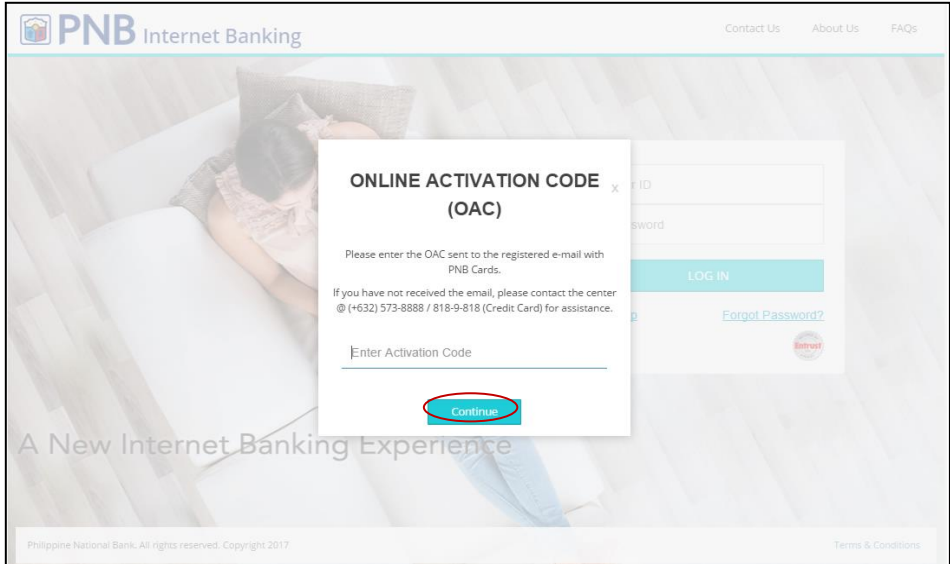 PNB Internet Banking
Contact Us About Us FAQs
ONLINE ACTIVATION CODE
(OAC)
x
Please enter the OAC sent to the registered e-mail with
PNB Cards.
If you have not received the email, please contact the center
@ (+632) 573-8888 / 818-9-818 (Credit Card) for assistance.
Enter Activation Code
Continue
r ID
sword
LOG IN
p
Forgot Password?
Entrust
A New Internet Banking Experience
Philippine National Bank. All rights reserved. Copyright 2017
Terms & Conditions